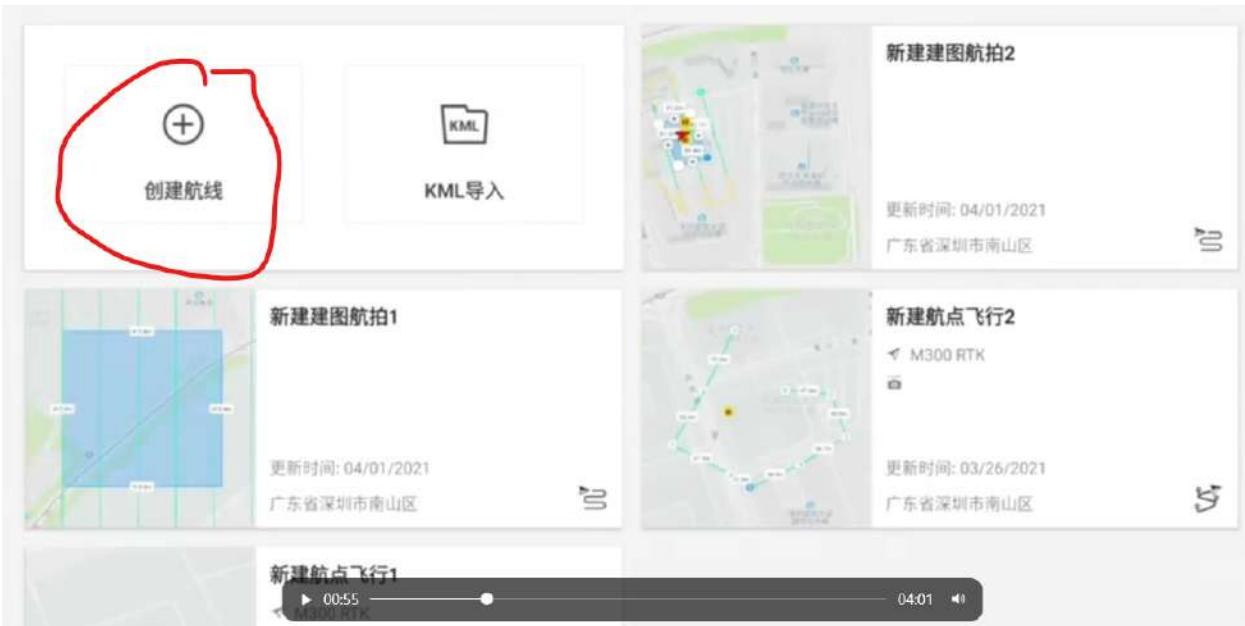 创建航线
KML
KML导入
新建建图航拍2
更新时间: 04/01/2021
广东省深圳市南山区
新建建图航拍1
更新时间: 04/01/2021
广东省深圳市南山区
新建航点飞行2
M300 RTK
更新时间: 03/26/2021
广东省深圳市南山区
新建航点飞行1
M300 RTK
00:55
04:01